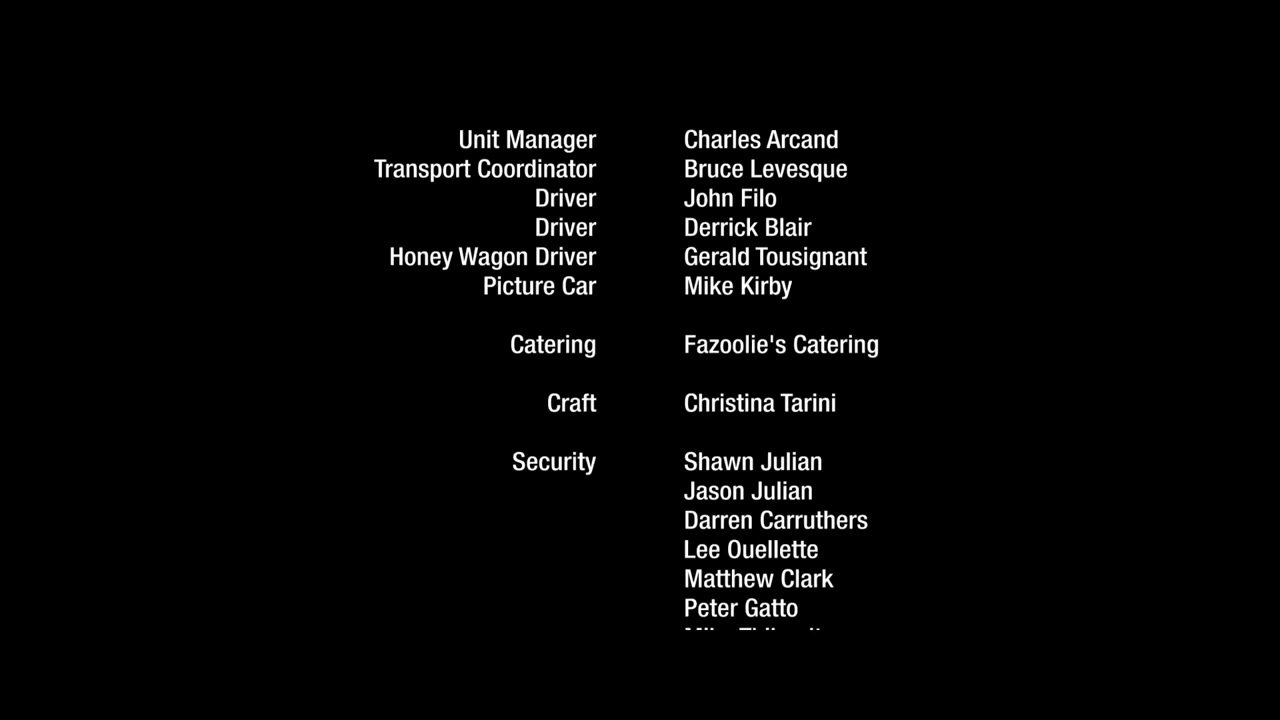 Unit Manager Charles Arcand
Transport Coordinator Bruce Levesque
Driver John Filo
Driver Derrick Blair
Honey Wagon Driver Gerald Tousignant
Picture Car Mike Kirby
Catering Fazoolie's Catering
Craft Christina Tarini
Security Shawn Julian
Jason Julian
Darren Carruthers
Lee Ouellette
Matthew Clark
Peter Gatto